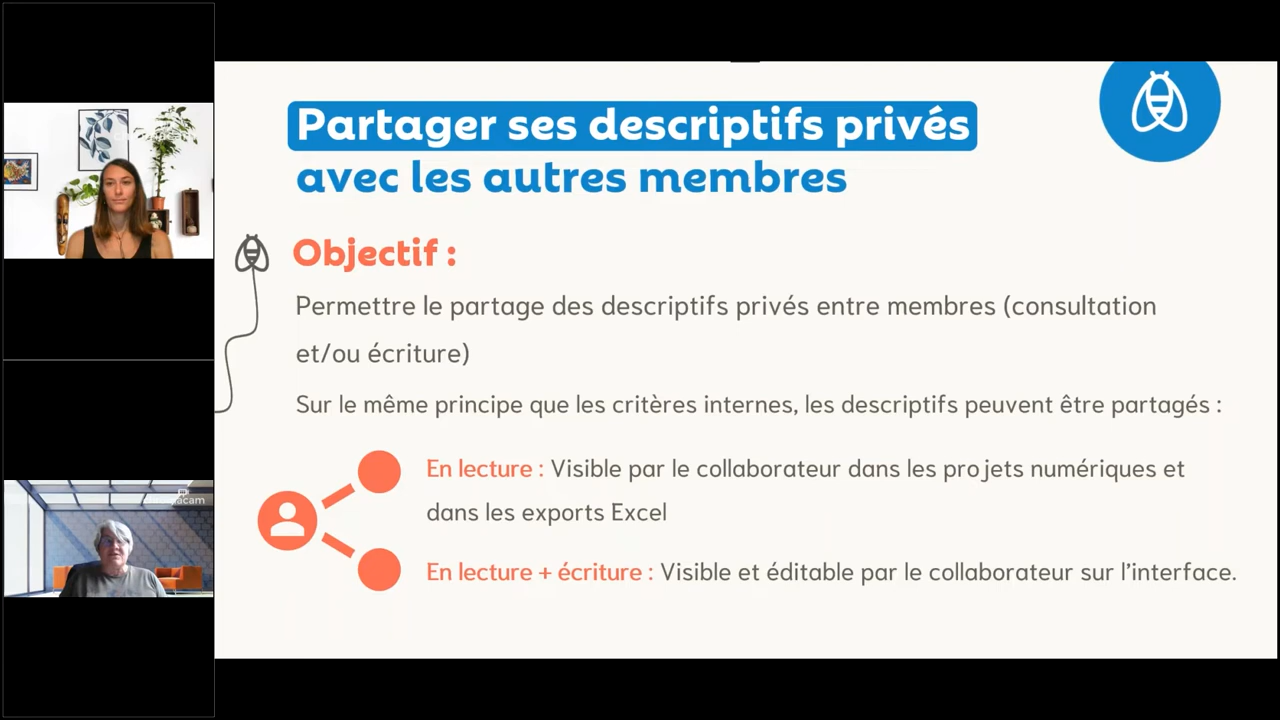 Partager ses descriptifs privés
avec les autres membres
Objectif :
Permettre le partage des descriptifs privés entre membres (consultation
et/ou écriture)
Sur le même principe que les critères internes, les descriptifs peuvent être partagés :
En lecture : Visible par le collaborateur dans les projets numériques et
dans les exports Excel
En lecture + écriture : Visible et éditable par le collaborateur sur l'interface.